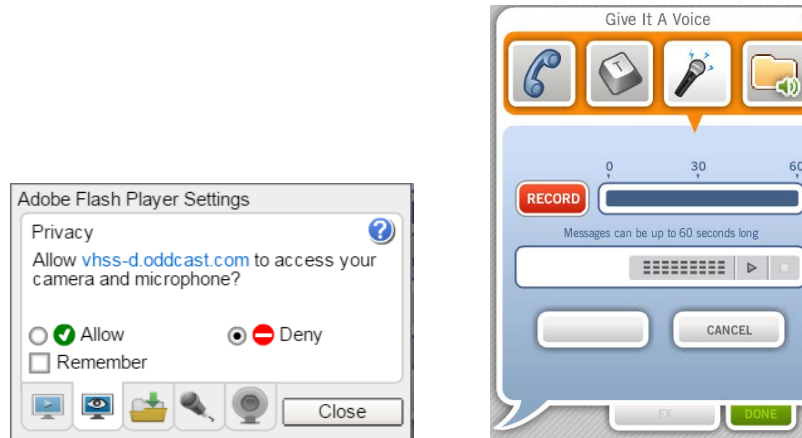 Adobe Flash Player Settings
Privacy
?
Allow vhss-d.oddcast.com to access your
camera and microphone?
Allow
Deny
Remember
Close
Give It A Voice
T
0 30 60
RECORD
Messages can be up to 60 seconds long
CANCEL
FX
DONE